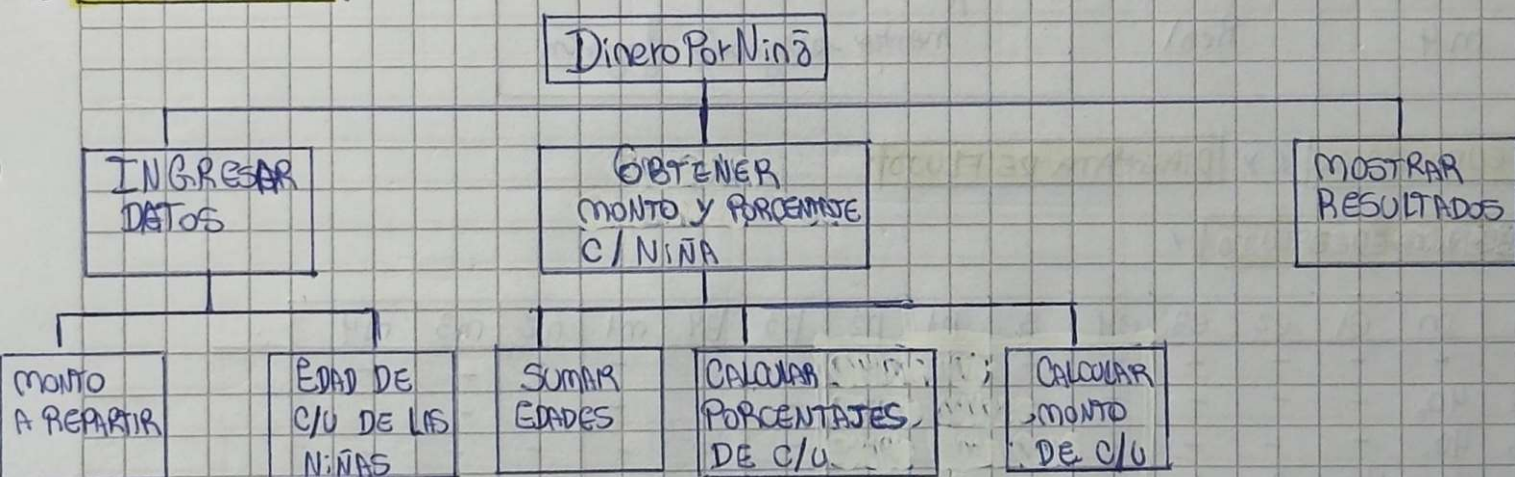 DineroPorNiñ@
INGRESAR
DATOS
OBTENER
MONTO Y PORCENTAJE
C/ NIÑA
MOSTRAR
RESULTADOS
MONTO
A REPARTIR
EDAD DE
C/U DE LAS
NIÑAS
SUMAR
EDADES
CALCULAR
PORCENTAJES
DE C/U
CALCULAR
MONTO
DE C/U